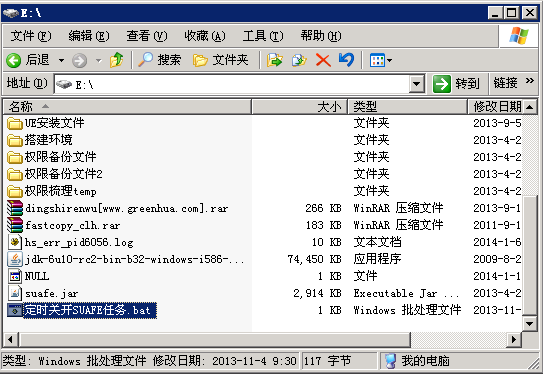 E:\
文件(F) 编辑(E) 查看(V) 收藏(A) 工具(T) 帮助(H)
后退 搜索 文件夹
地址(D) E:\ 转到 链接 »
名称 大小 类型 修改日期
UE安装文件 文件夹 2013-9-5
搭建环境 文件夹 2013-4-2
权限备份文件 文件夹 2013-4-2
权限备份文件2 文件夹 2013-4-2
权限梳理temp 文件夹 2013-4-2
dingshirenwu[www.greenhua.com].rar 266 KB WinRAR 压缩文件 2013-9-1
fastcopy_clh.rar 183 KB WinRAR 压缩文件 2011-9-1
hs_err_pid6056.log 10 KB 文本文档 2014-1-6
jdk-6u10-rc2-bin-b32-windows-i586-... 74,450 KB 应用程序 2009-8-2
NULL 1 KB 文件 2014-1-1
suafe.jar 2,914 KB Executable Jar ... 2013-4-2
定时关开SUAFE任务.bat 1 KB Windows 批处理文件 2013-11-
类型: Windows 批处理文件 修改日期: 2013-11-4 9:30 117 字节 我的电脑